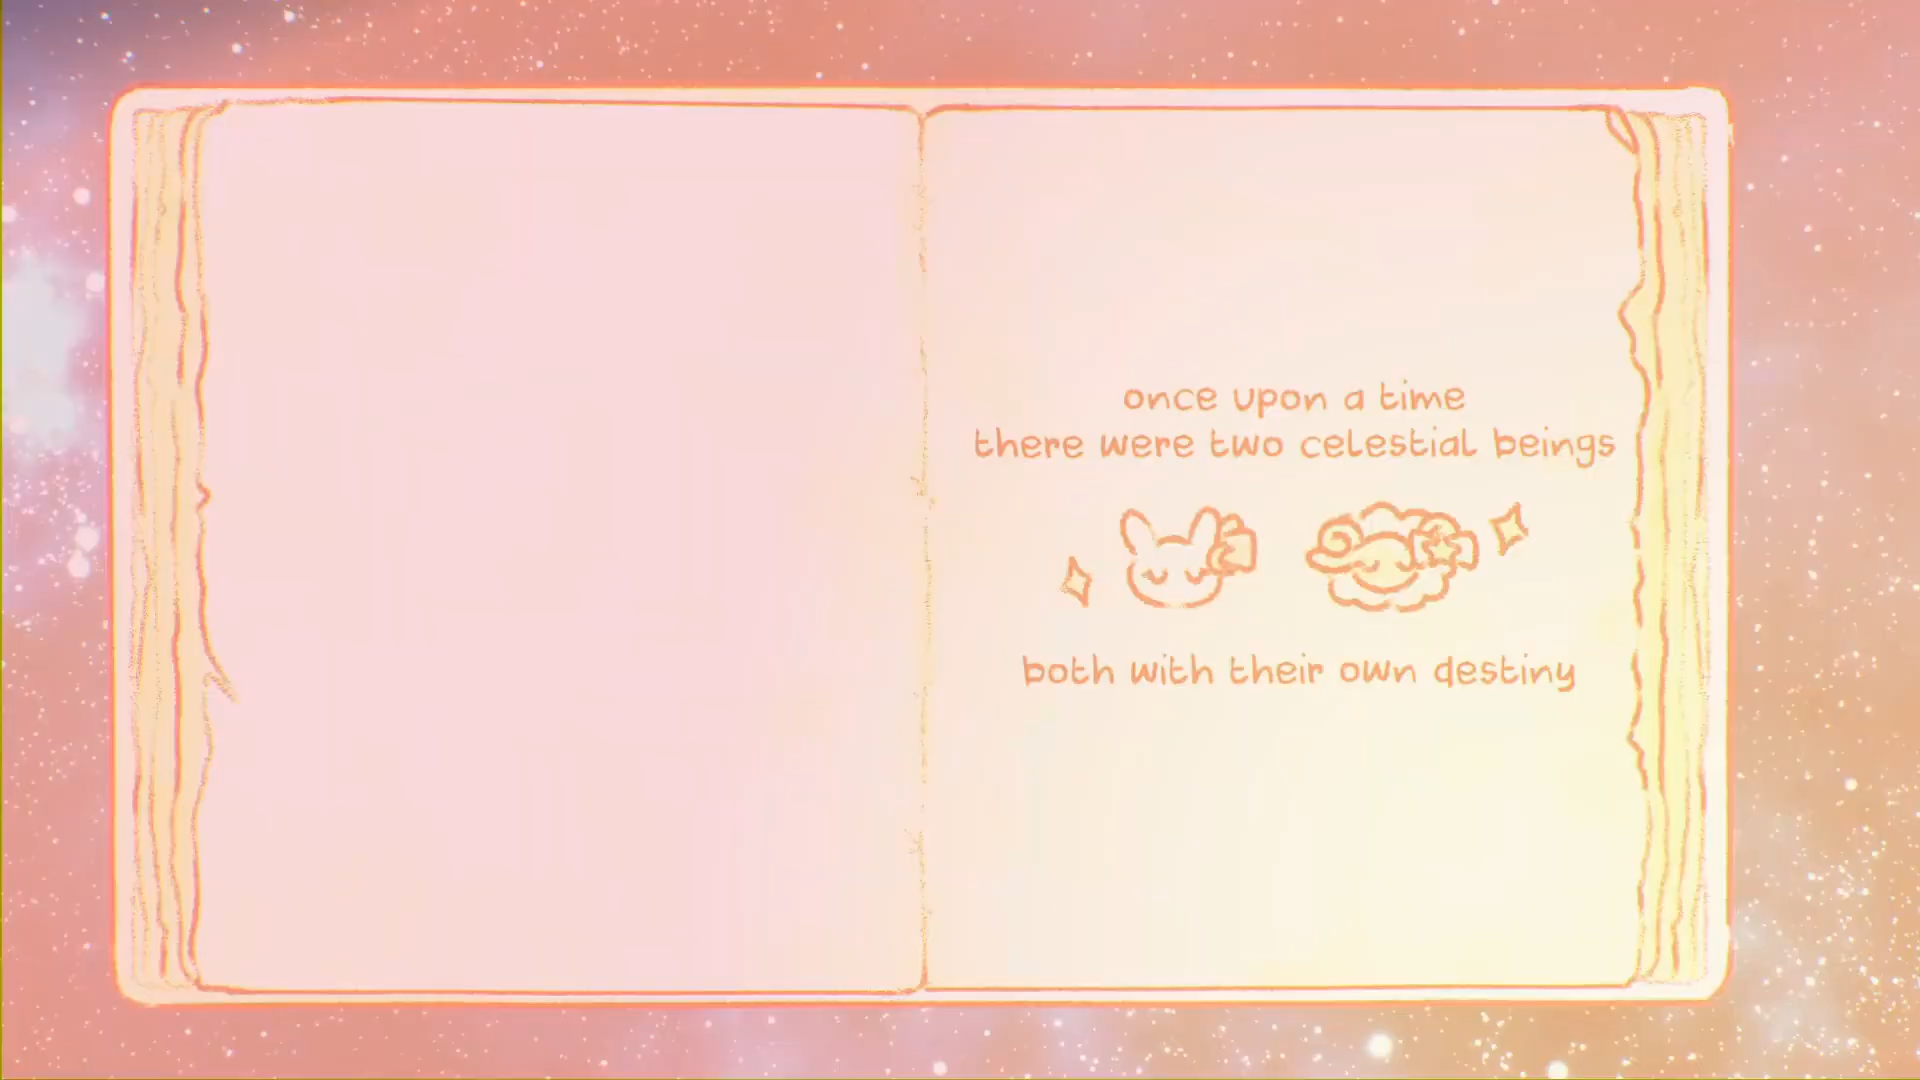 once upon a time
there were two celestial beings
both with their own destiny